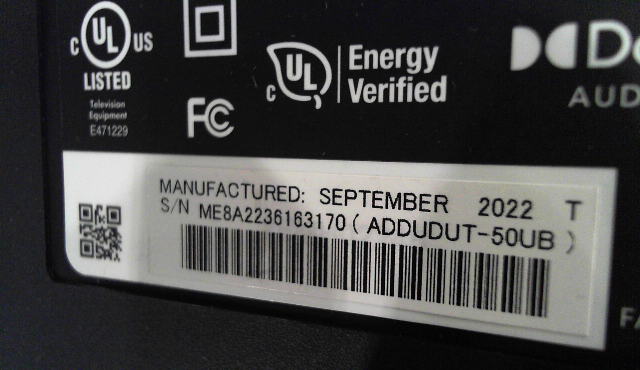 C UL US
LISTED
Television
Equipment
E471229
FC
C UL Energy
Verified
AUD
MANUFACTURED: SEPTEMBER 2022 T
S/N ME8A2236163170 ( ADDUDUT-50UB )